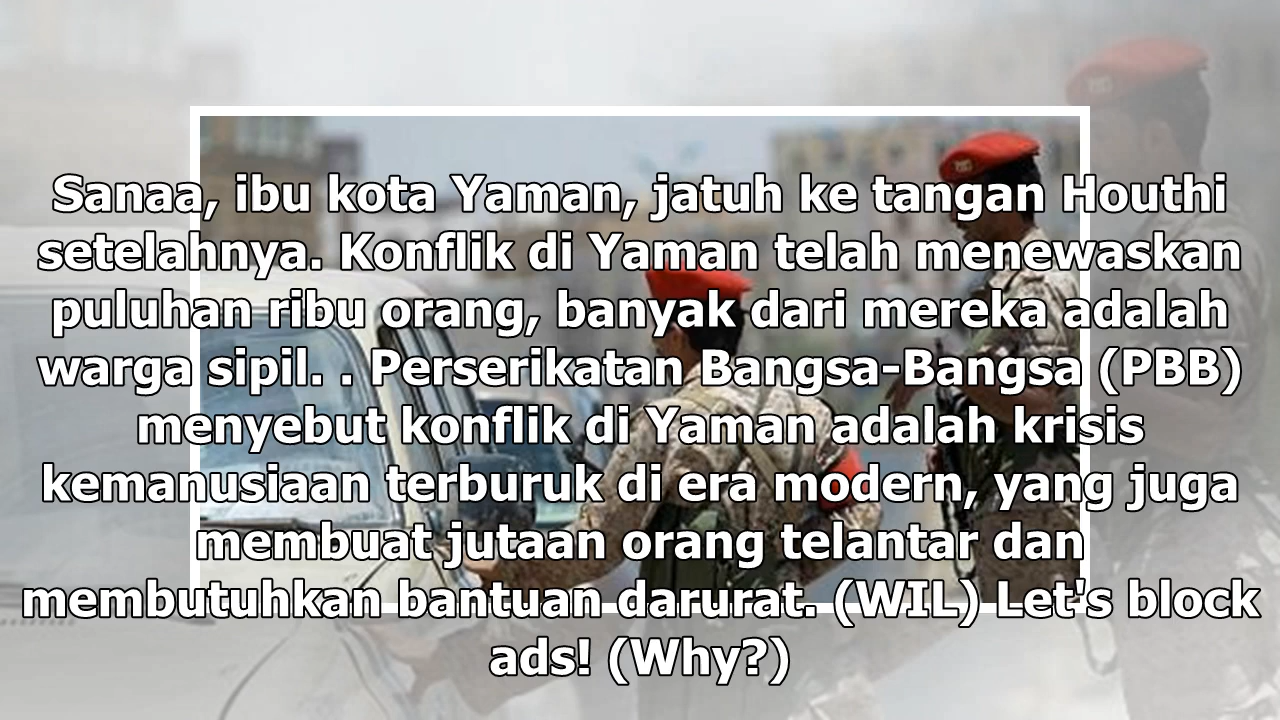 Sanaa, ibu kota Yaman, jatuh ke tangan Houthi
setelahnya. Konflik di Yaman telah menewaskan
puluhan ribu orang, banyak dari mereka adalah
warga sipil. . Perserikatan Bangsa-Bangsa (PBB)
menyebut konflik di Yaman adalah krisis
kemanusiaan terburuk di era modern, yang juga
membuat jutaan orang telantar dan
membutuhkan bantuan darurat. (WIL) Let's block
ads! (Why?)